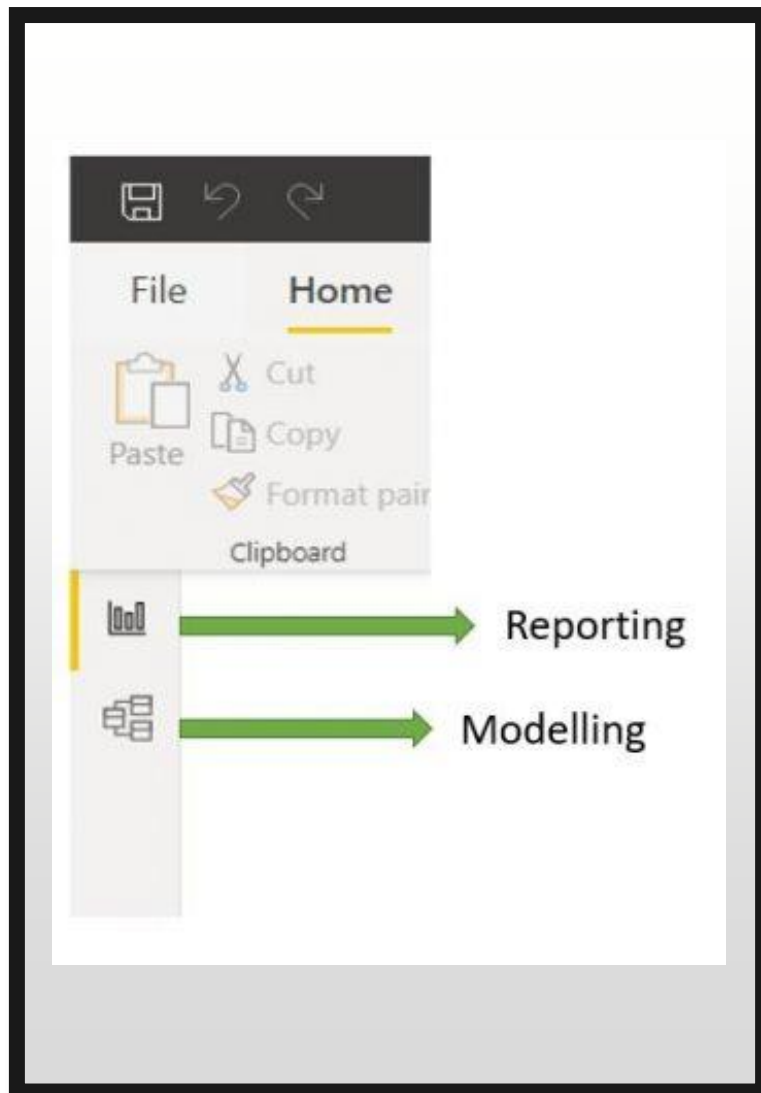 File Home
Cut
Copy
Paste
Format pair
Clipboard
Reporting
Modelling